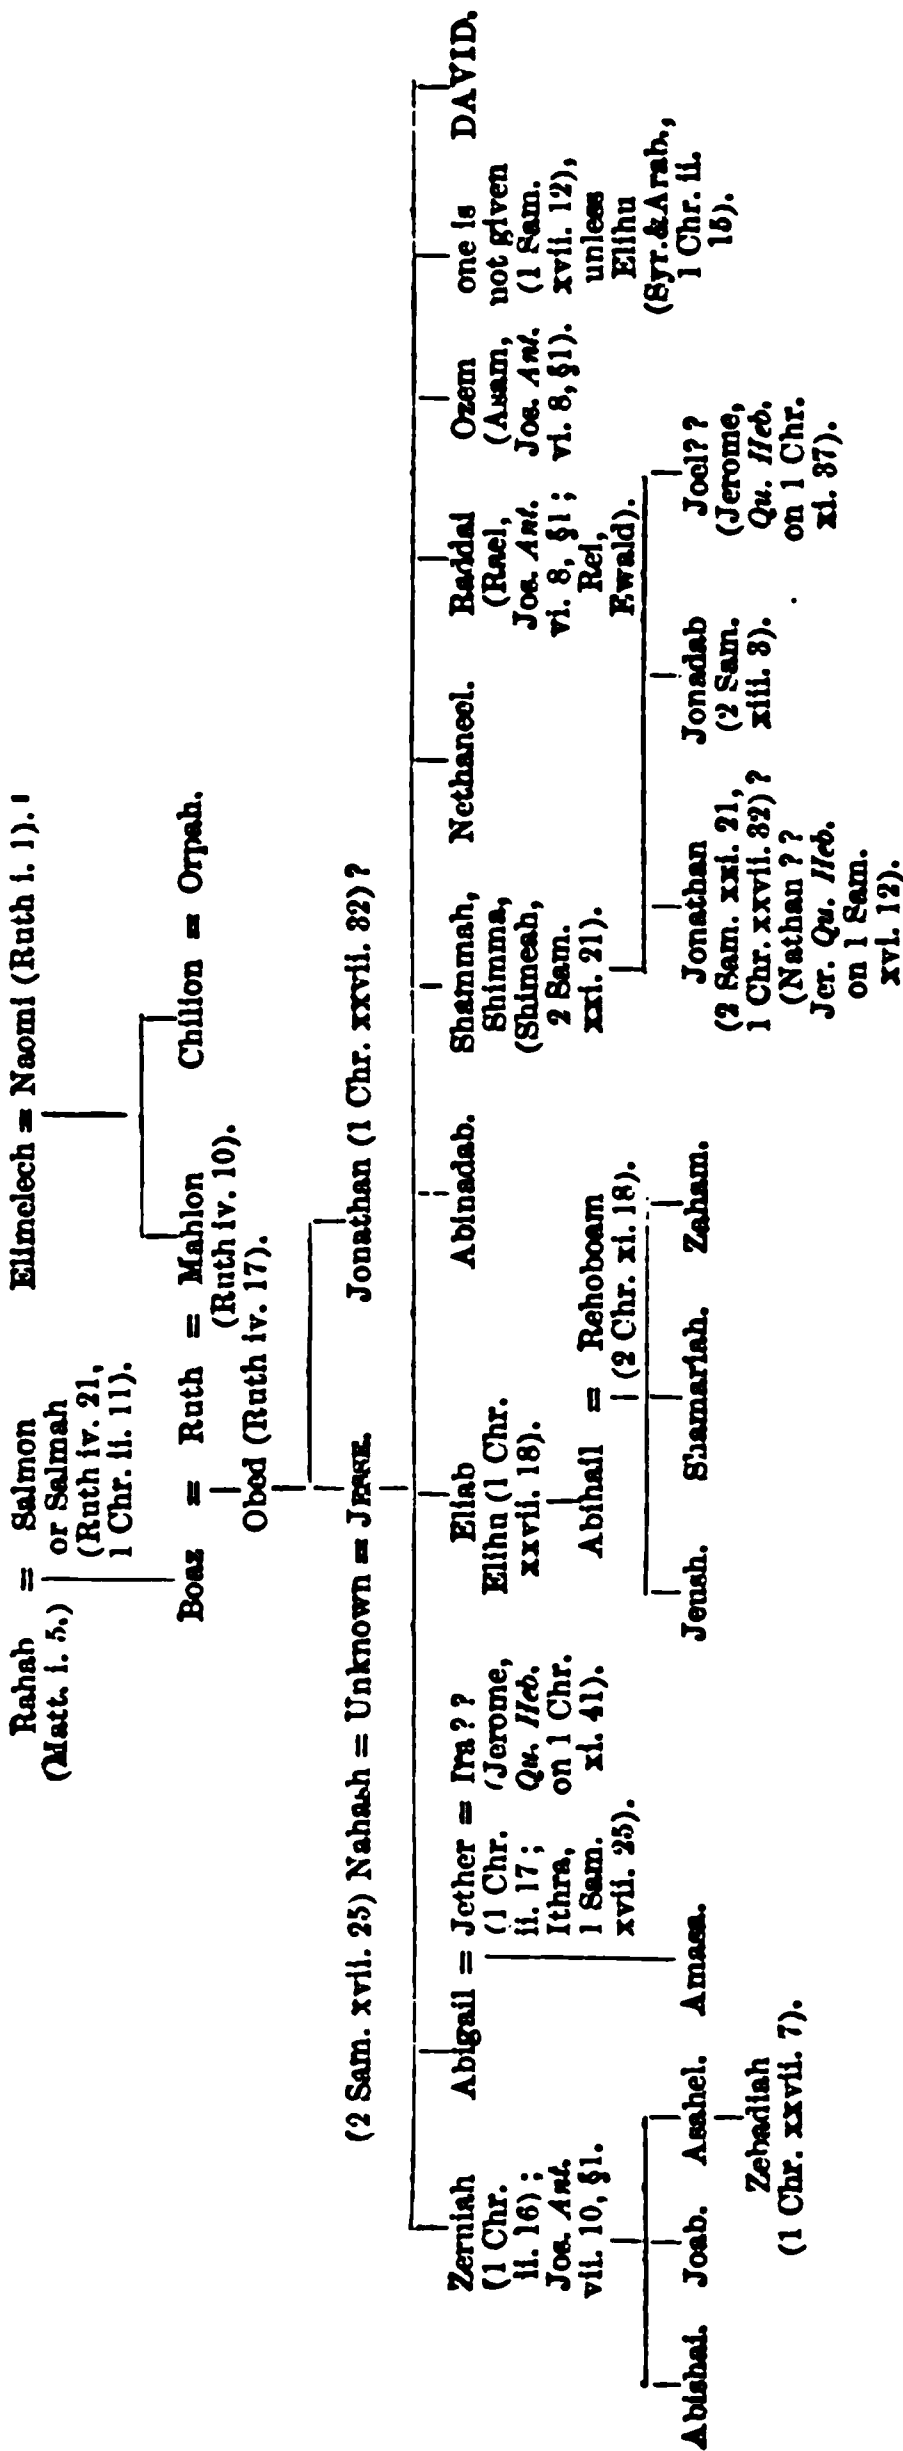 Rahab = Salmon
(Matt. i. 5.) or Salmah
(Ruth iv. 21,
1 Chr. ii. 11).
Elimelech = Naomi (Ruth i. 1).
Boaz = Ruth = Mahlon
(Ruth iv. 10).
Chilion = Orpah.
Obed (Ruth iv. 17).
(2 Sam. xvii. 25) Nahash = Unknown = JESSE.
Jonathan (1 Chr. xxvii. 32)?
Zeruiah
(1 Chr.
ii. 16);
Jos. Ant.
vii. 10, §1.
Abigail = Jether = Ira??
(1 Chr.
ii. 17;
Ithra,
1 Sam.
xvii. 25).
(Jerome,
Qu. Heb.
on 1 Chr.
xi. 41).
Eliab
Elihu (1 Chr.
xxvii. 18).
Abinadab.
Shammah,
Shimma,
(Shimeah,
2 Sam.
xxi. 21).
Nethaneel.
Raddai
(Rael,
Jos. Ant.
vi. 8, §1;
Rei,
Ewald).
Ozem
(Asam,
Jos. Ant.
vi. 8, §1).
one is
not given
(1 Sam.
xvii. 12),
unless
Elihu
(Syr.&Arab.,
1 Chr. ii.
15).
DAVID.
Abihail = Rehoboam
(2 Chr. xi. 18).
Abishai. Joab. Asahel.
Amasa.
Jeush. Shamariah. Zaham.
Zebadiah
(1 Chr. xxvii. 7).
Jonathan
(2 Sam. xxi. 21,
1 Chr. xxvii. 32)?
(Nathan??
Jer. Qu. Heb.
on 1 Sam.
xvi. 12).
Jonadab
(2 Sam.
xiii. 3).
Joel??
(Jerome,
Qu. Heb.
on 1 Chr.
xi. 37).